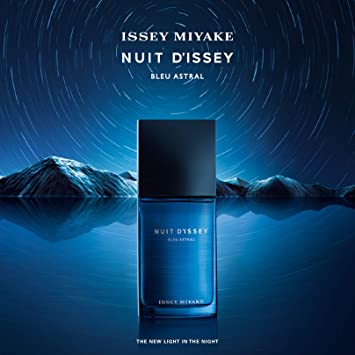 ISSEY MIYAKE
NUIT D'ISSEY
BLEU ASTRAL
NUIT D'ISSEY
BLEU ASTRAL
ISSEY MIYAKE
THE NEW LIGHT IN THE NIGHT